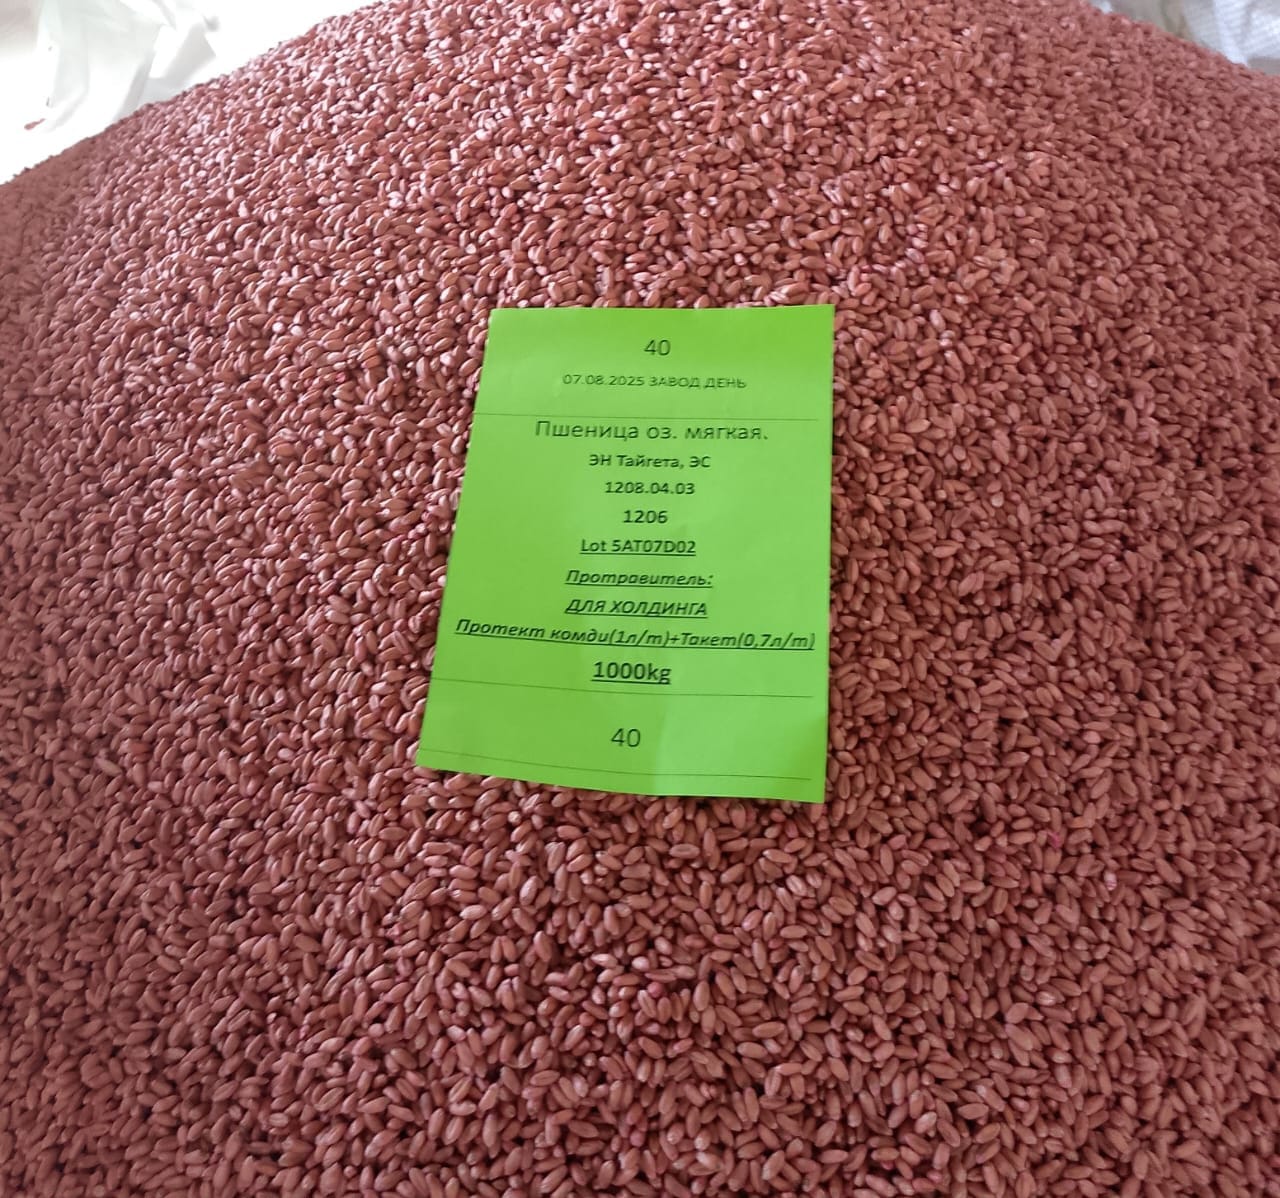 40
07.08.2025 ЗАВОД ДЕНЬ
Пшеница оз. мягкая.
ЭН Тайгета, ЭС
1208.04.03
1206
Lot 5AT07D02
Протравитель:
ДЛЯ ХОЛДИНГА
Протект комди(1л/т)+Такет(0,7л/т)
1000kg
40